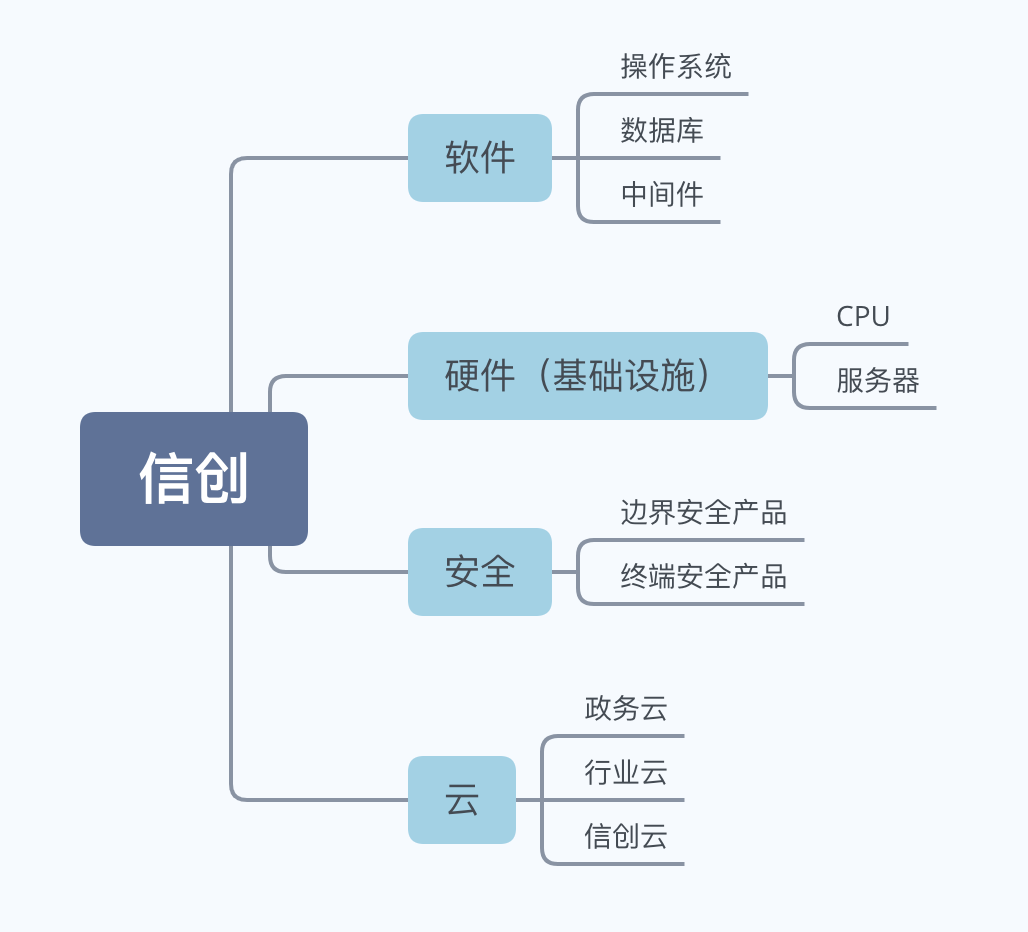 信创
软件
操作系统
数据库
中间件
硬件（基础设施）
CPU
服务器
安全
边界安全产品
终端安全产品
云
政务云
行业云
信创云